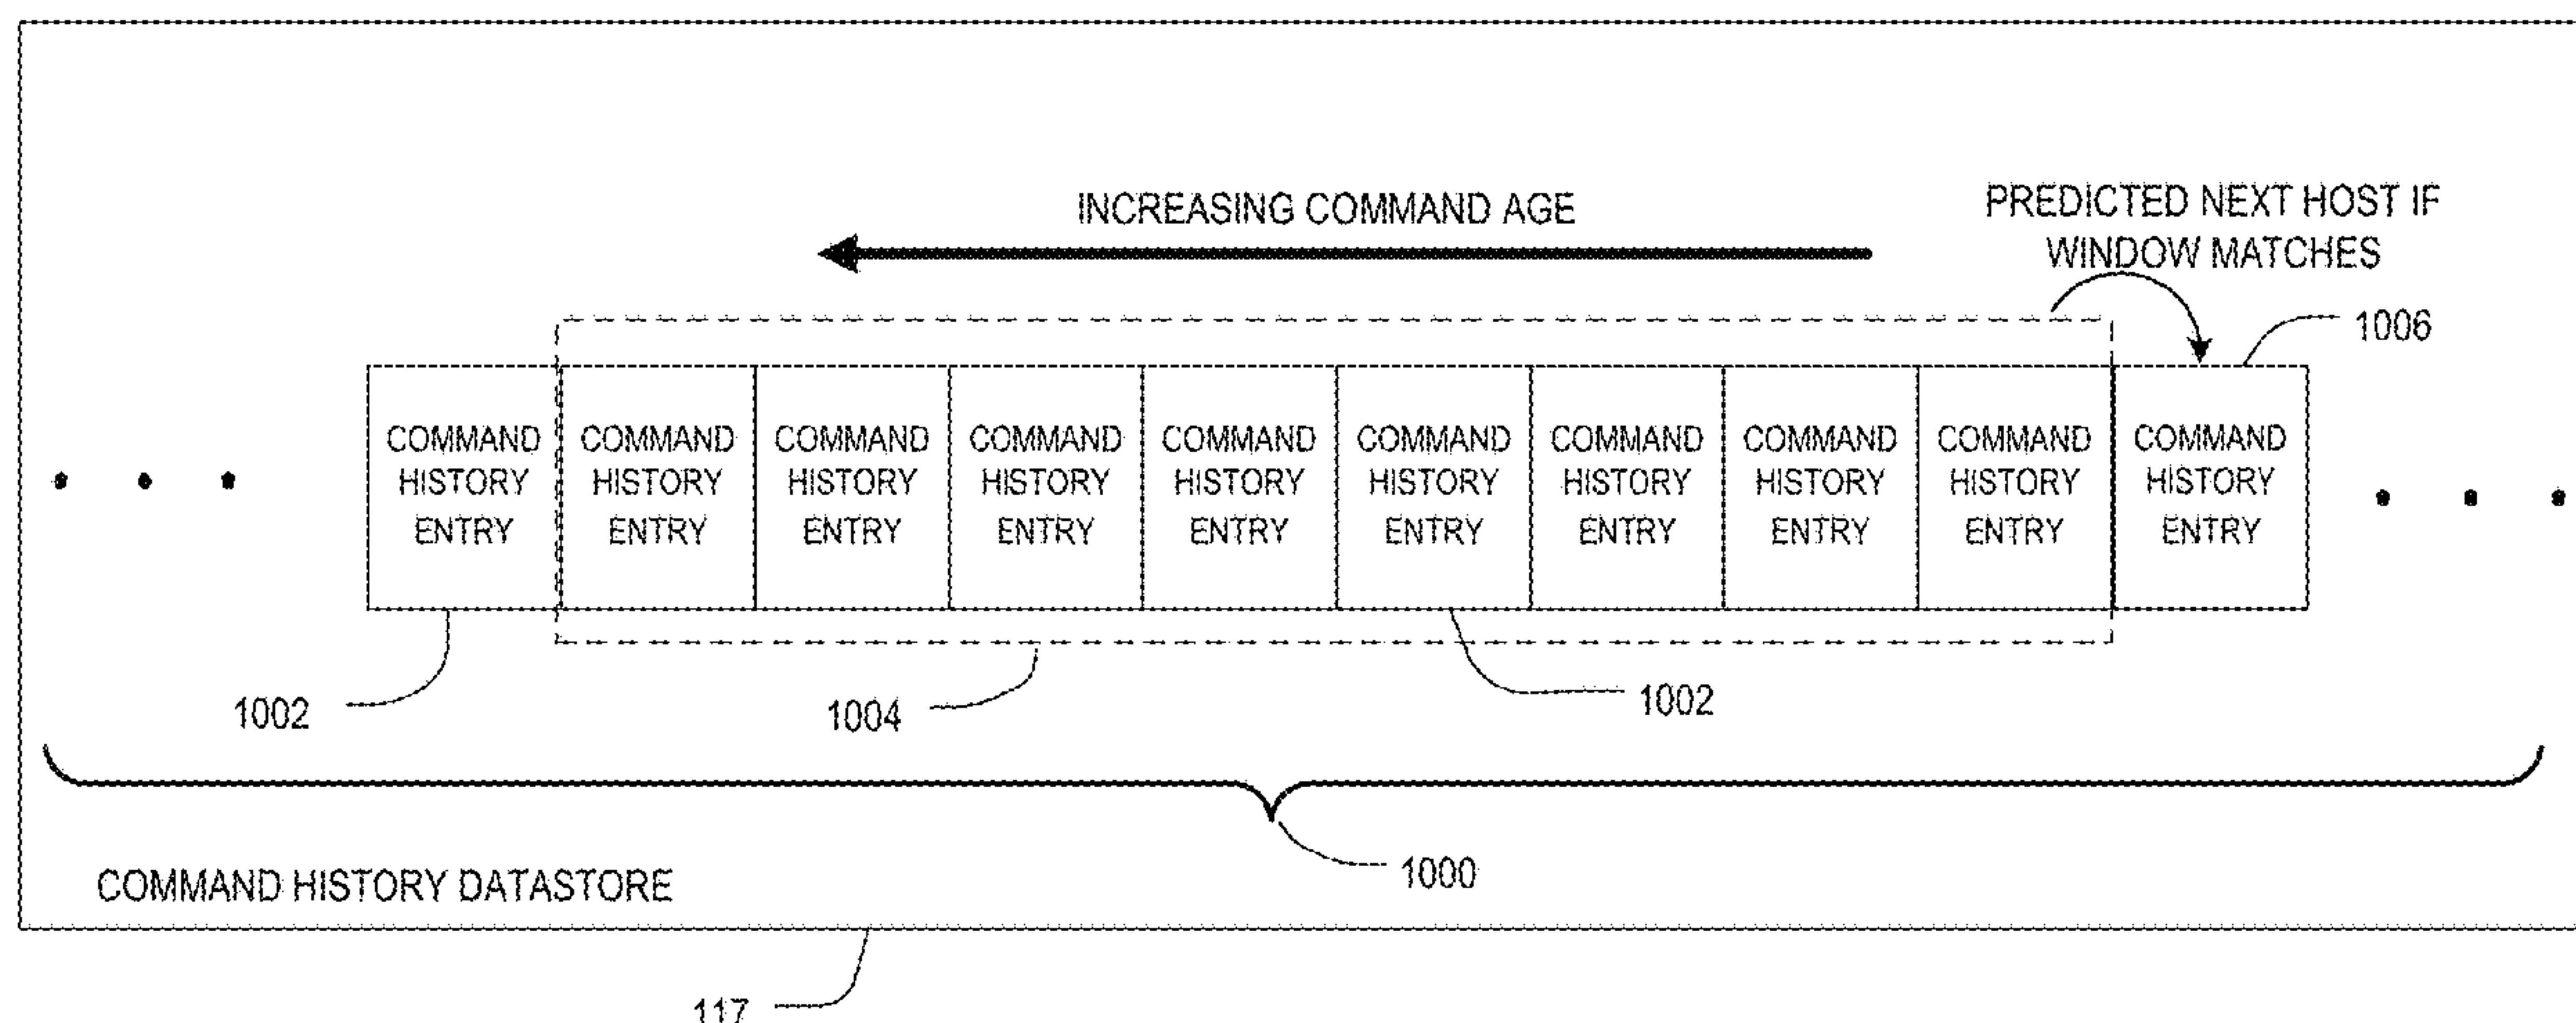 INCREASING COMMAND AGE
PREDICTED NEXT HOST IF
WINDOW MATCHES
1006
COMMAND
HISTORY
ENTRY
COMMAND
HISTORY
ENTRY
COMMAND
HISTORY
ENTRY
COMMAND
HISTORY
ENTRY
COMMAND
HISTORY
ENTRY
COMMAND
HISTORY
ENTRY
COMMAND
HISTORY
ENTRY
COMMAND
HISTORY
ENTRY
COMMAND
HISTORY
ENTRY
COMMAND
HISTORY
ENTRY
1002
1004
1002
1000
COMMAND HISTORY DATASTORE
117